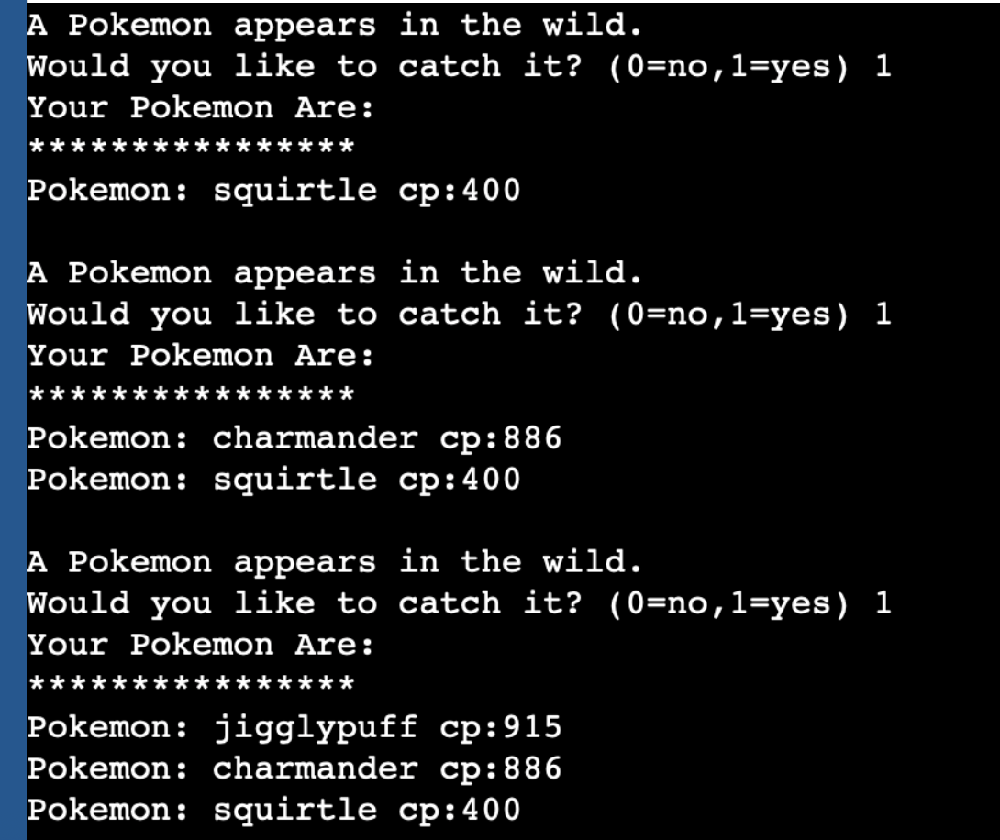 A Pokemon appears in the wild.
Would you like to catch it? (0=no,1=yes) 1
Your Pokemon Are:
****************
Pokemon: squirtle cp:400
A Pokemon appears in the wild.
Would you like to catch it? (0=no,1=yes) 1
Your Pokemon Are:
****************
Pokemon: charmander cp:886
Pokemon: squirtle cp:400
A Pokemon appears in the wild.
Would you like to catch it? (0=no,1=yes) 1
Your Pokemon Are:
****************
Pokemon: jigglypuff cp:915
Pokemon: charmander cp:886
Pokemon: squirtle cp:400